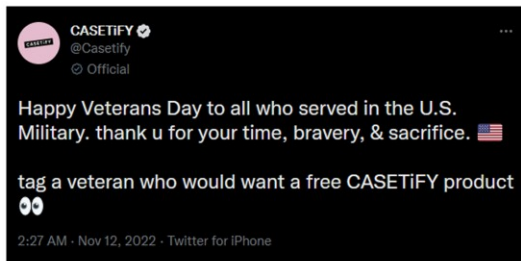 CASETiFY
CASETiFY
@Casetify
Official
Happy Veterans Day to all who served in the U.S.
Military. thank u for your time, bravery, & sacrifice. 🇺🇸
tag a veteran who would want a free CASETiFY product
👀
2:27 AM · Nov 12, 2022 · Twitter for iPhone